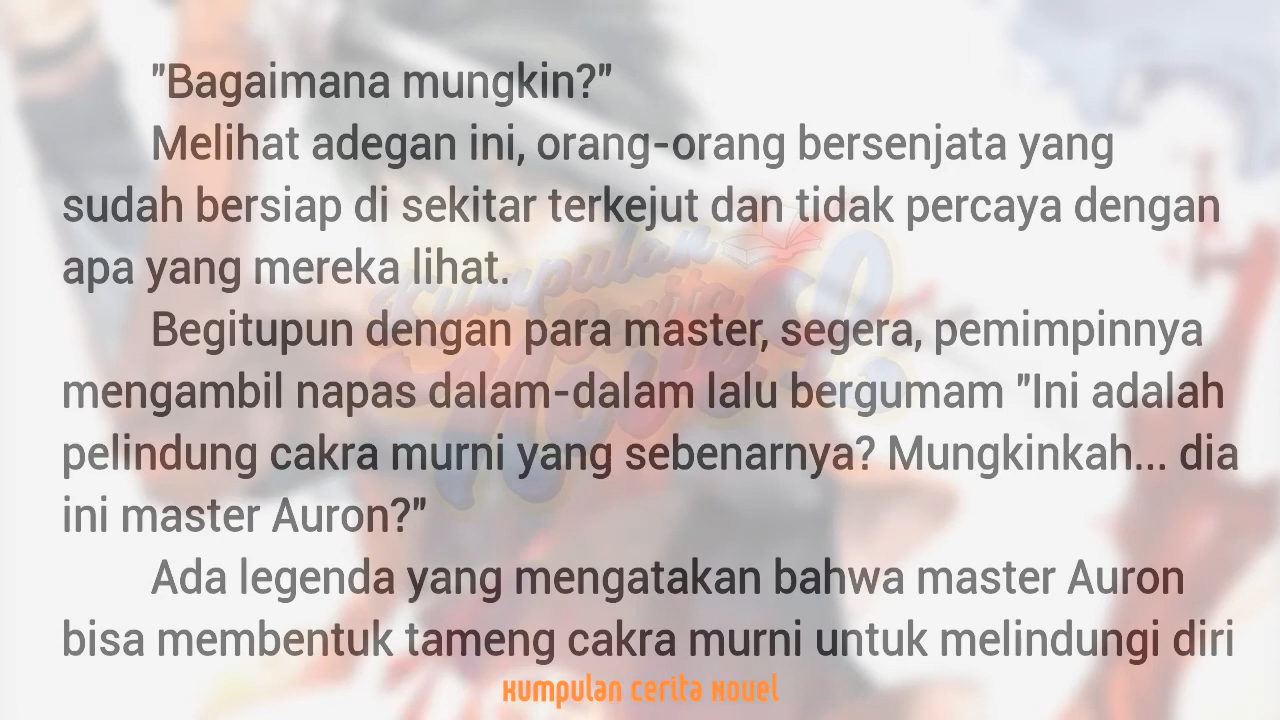 "Bagaimana mungkin?"
Melihat adegan ini, orang-orang bersenjata yang
sudah bersiap di sekitar terkejut dan tidak percaya dengan
apa yang mereka lihat.
Begitupun dengan para master, segera, pemimpinnya
mengambil napas dalam-dalam lalu bergumam "Ini adalah
pelindung cakra murni yang sebenarnya? Mungkinkah... dia
ini master Auron?"
Ada legenda yang mengatakan bahwa master Auron
bisa membentuk tameng cakra murni untuk melindungi diri
Kumpulan
Cerita
Novel
Kumpulan Cerita Novel